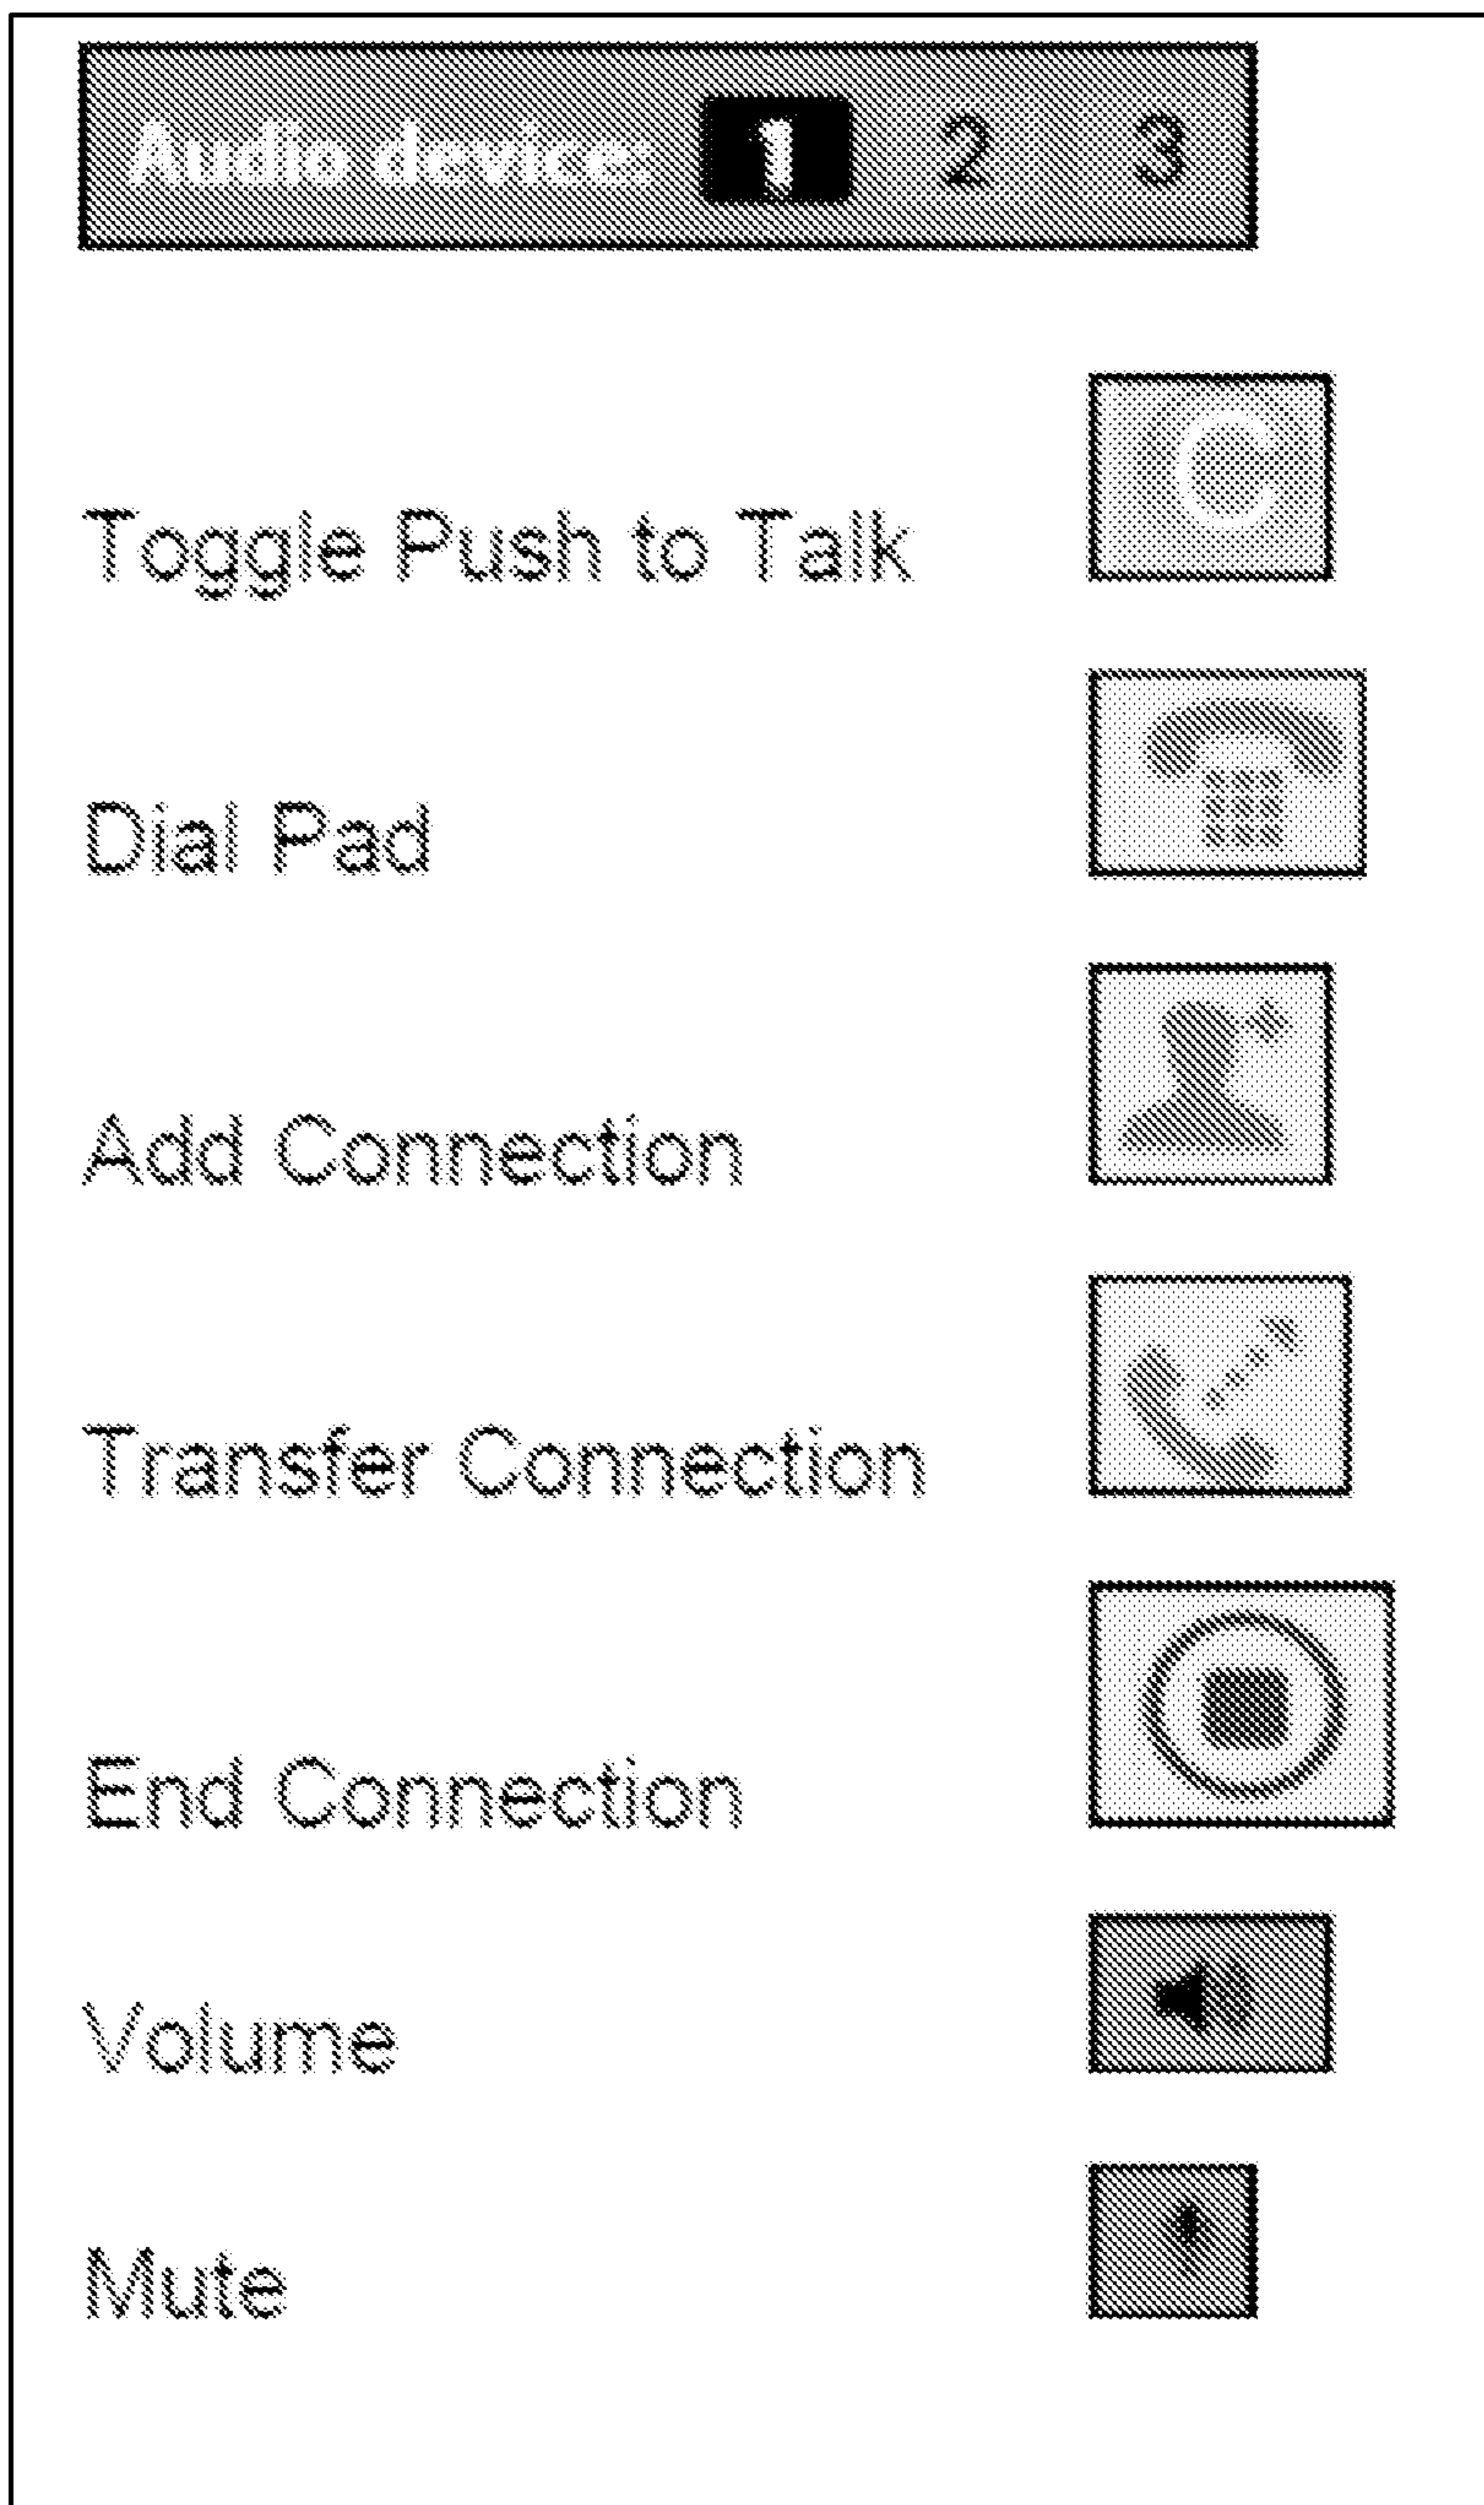 Audio device: 1 2 3
C
Toggle Push to Talk
Dial Pad
Add Connection
Transfer Connection
End Connection
Volume
Mute